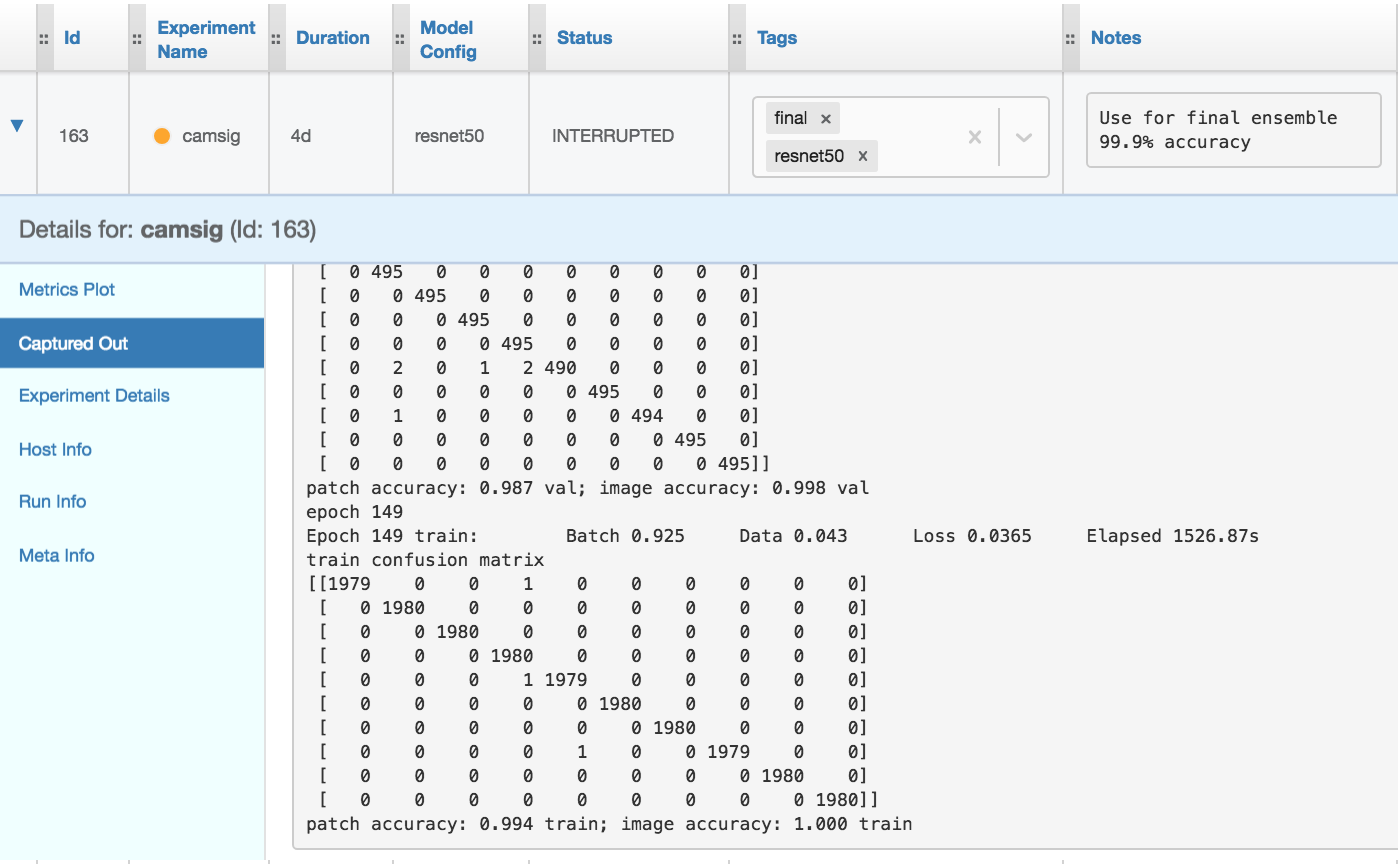 Id Experiment Name Duration Model Config Status Tags Notes
163 camsig 4d resnet50 INTERRUPTED
final ×
resnet50 ×
×
Use for final ensemble
99.9% accuracy
Details for: camsig (Id: 163)
Metrics Plot
Captured Out
Experiment Details
Host Info
Run Info
Meta Info
[   0 495   0   0   0   0   0   0   0   0]
[   0   0 495   0   0   0   0   0   0   0]
[   0   0   0 495   0   0   0   0   0   0]
[   0   0   0   0 495   0   0   0   0   0]
[   0   2   0   1   2 490   0   0   0   0]
[   0   0   0   0   0   0 495   0   0   0]
[   0   1   0   0   0   0   0 494   0   0]
[   0   0   0   0   0   0   0   0 495   0]
[   0   0   0   0   0   0   0   0   0 495]]
patch accuracy: 0.987 val; image accuracy: 0.998 val
epoch 149
Epoch 149 train:        Batch 0.925     Data 0.043      Loss 0.0365     Elapsed 1526.87s
train confusion matrix
[[1979    0    0    1    0    0    0    0    0    0]
[   0 1980    0    0    0    0    0    0    0    0]
[   0    0 1980    0    0    0    0    0    0    0]
[   0    0    0 1980    0    0    0    0    0    0]
[   0    0    0    1 1979    0    0    0    0    0]
[   0    0    0    0    0 1980    0    0    0    0]
[   0    0    0    0    0    0 1980    0    0    0]
[   0    0    0    0    1    0    0 1979    0    0]
[   0    0    0    0    0    0    0    0 1980    0]
[   0    0    0    0    0    0    0    0    0 1980]]
patch accuracy: 0.994 train; image accuracy: 1.000 train